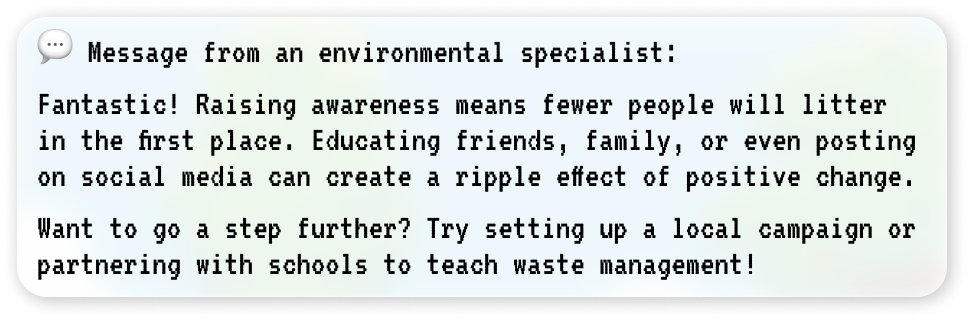 Message from an environmental specialist:
Fantastic! Raising awareness means fewer people will litter
in the first place. Educating friends, family, or even posting
on social media can create a ripple effect of positive change.
Want to go a step further? Try setting up a local campaign or
partnering with schools to teach waste management!